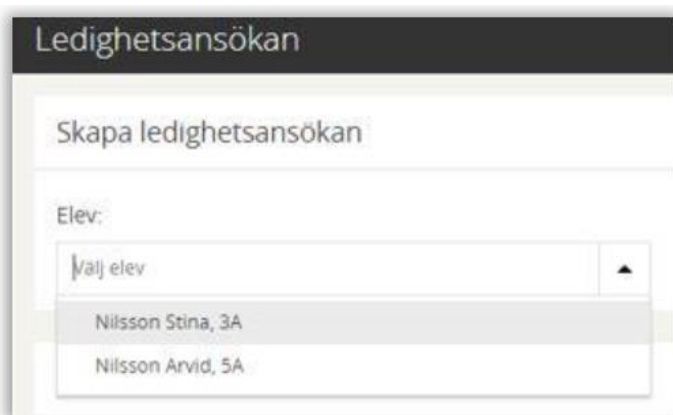 Ledighetsansökan
Skapa ledighetsansökan
Elev:
Välj elev
Nilsson Stina, 3A
Nilsson Arvid, 5A